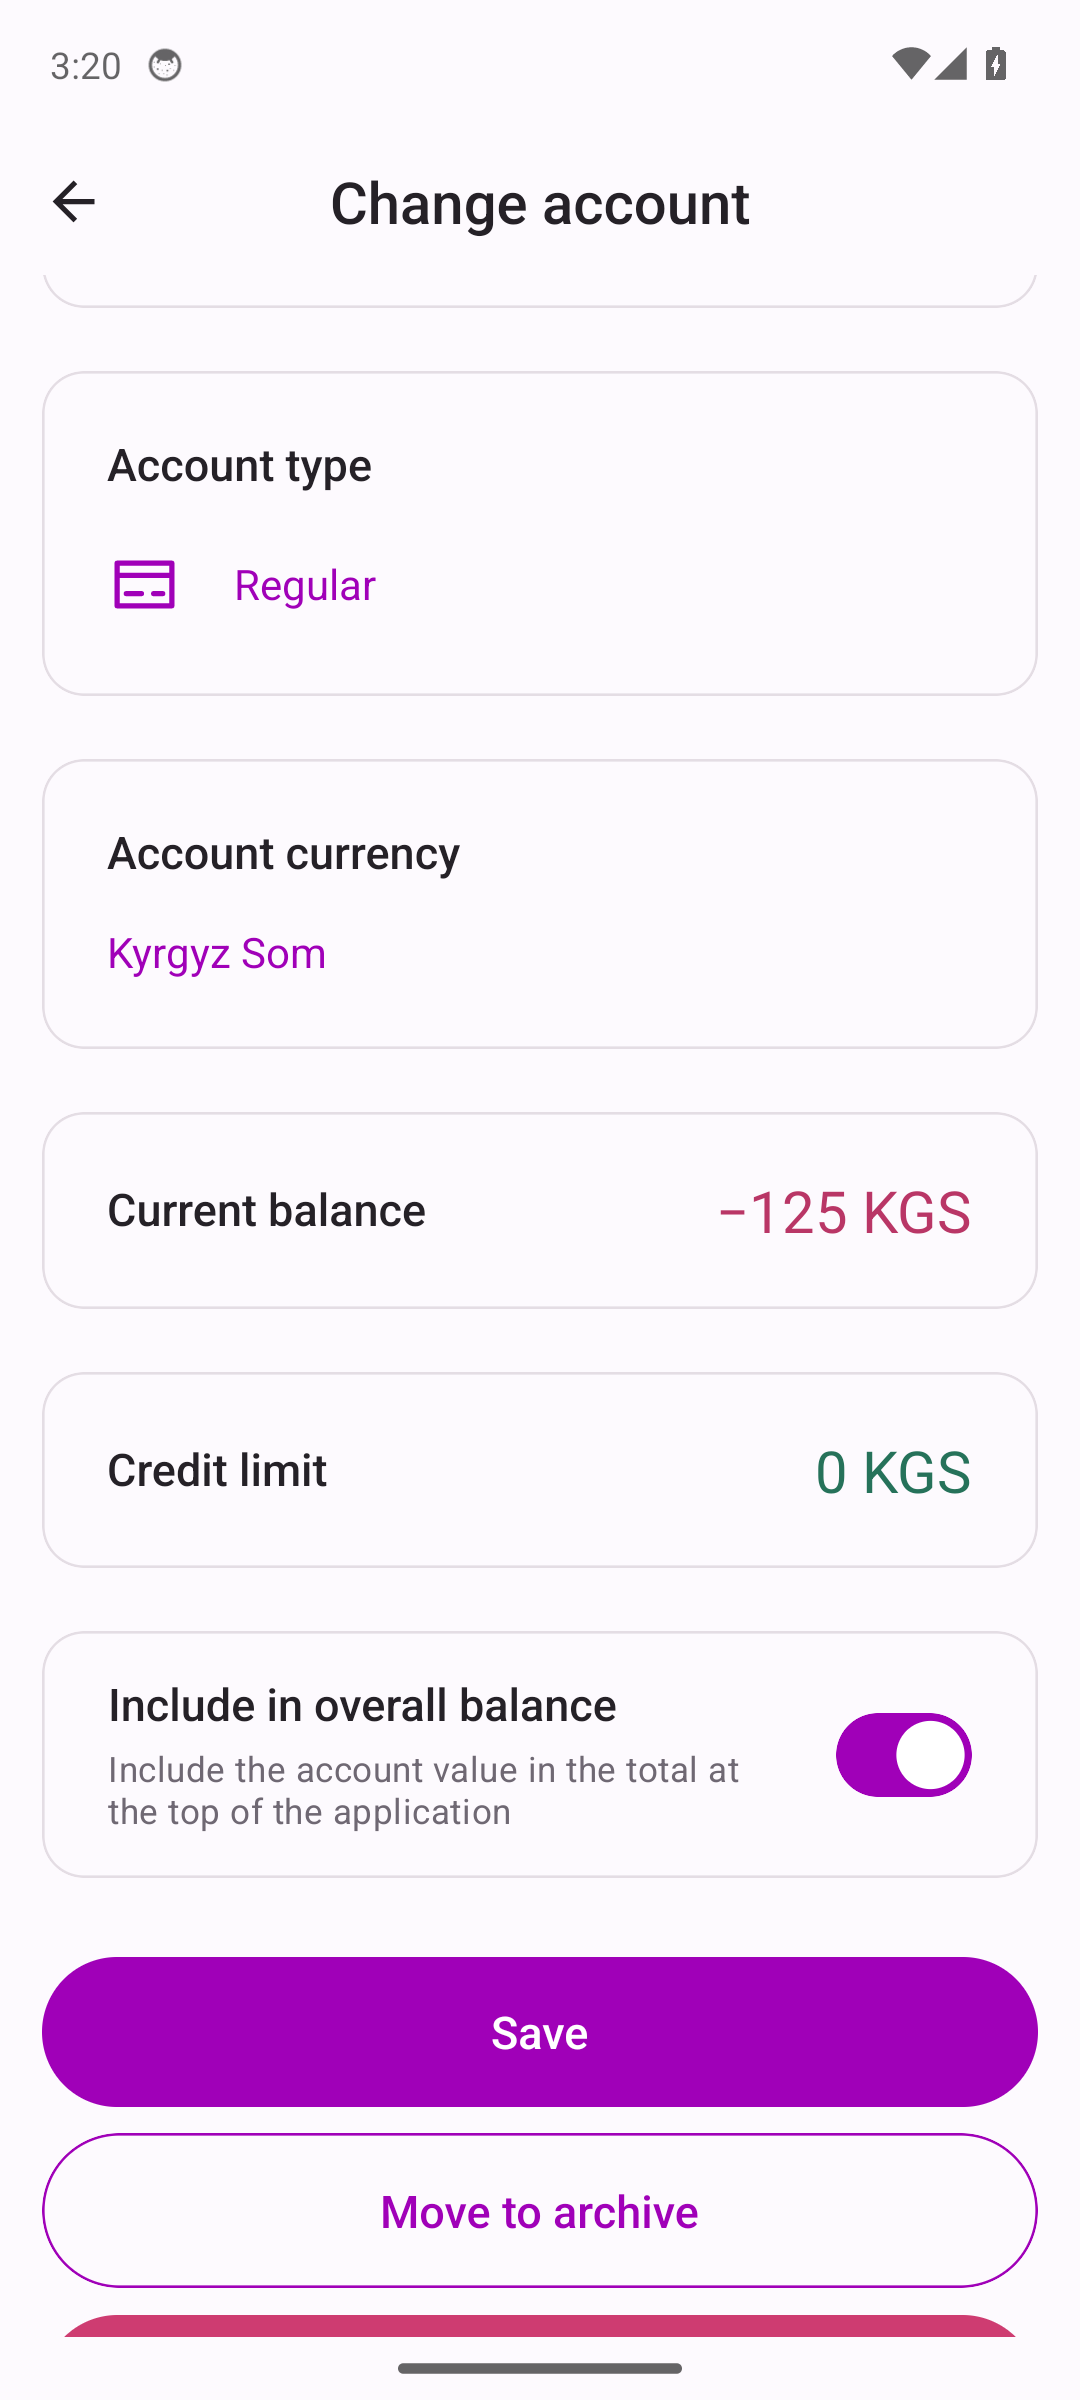 3:20
Change account
Account type
Regular
Account currency
Kyrgyz Som
Current balance
–125 KGS
Credit limit
0 KGS
Include in overall balance
Include the account value in the total at
the top of the application
Save
Move to archive